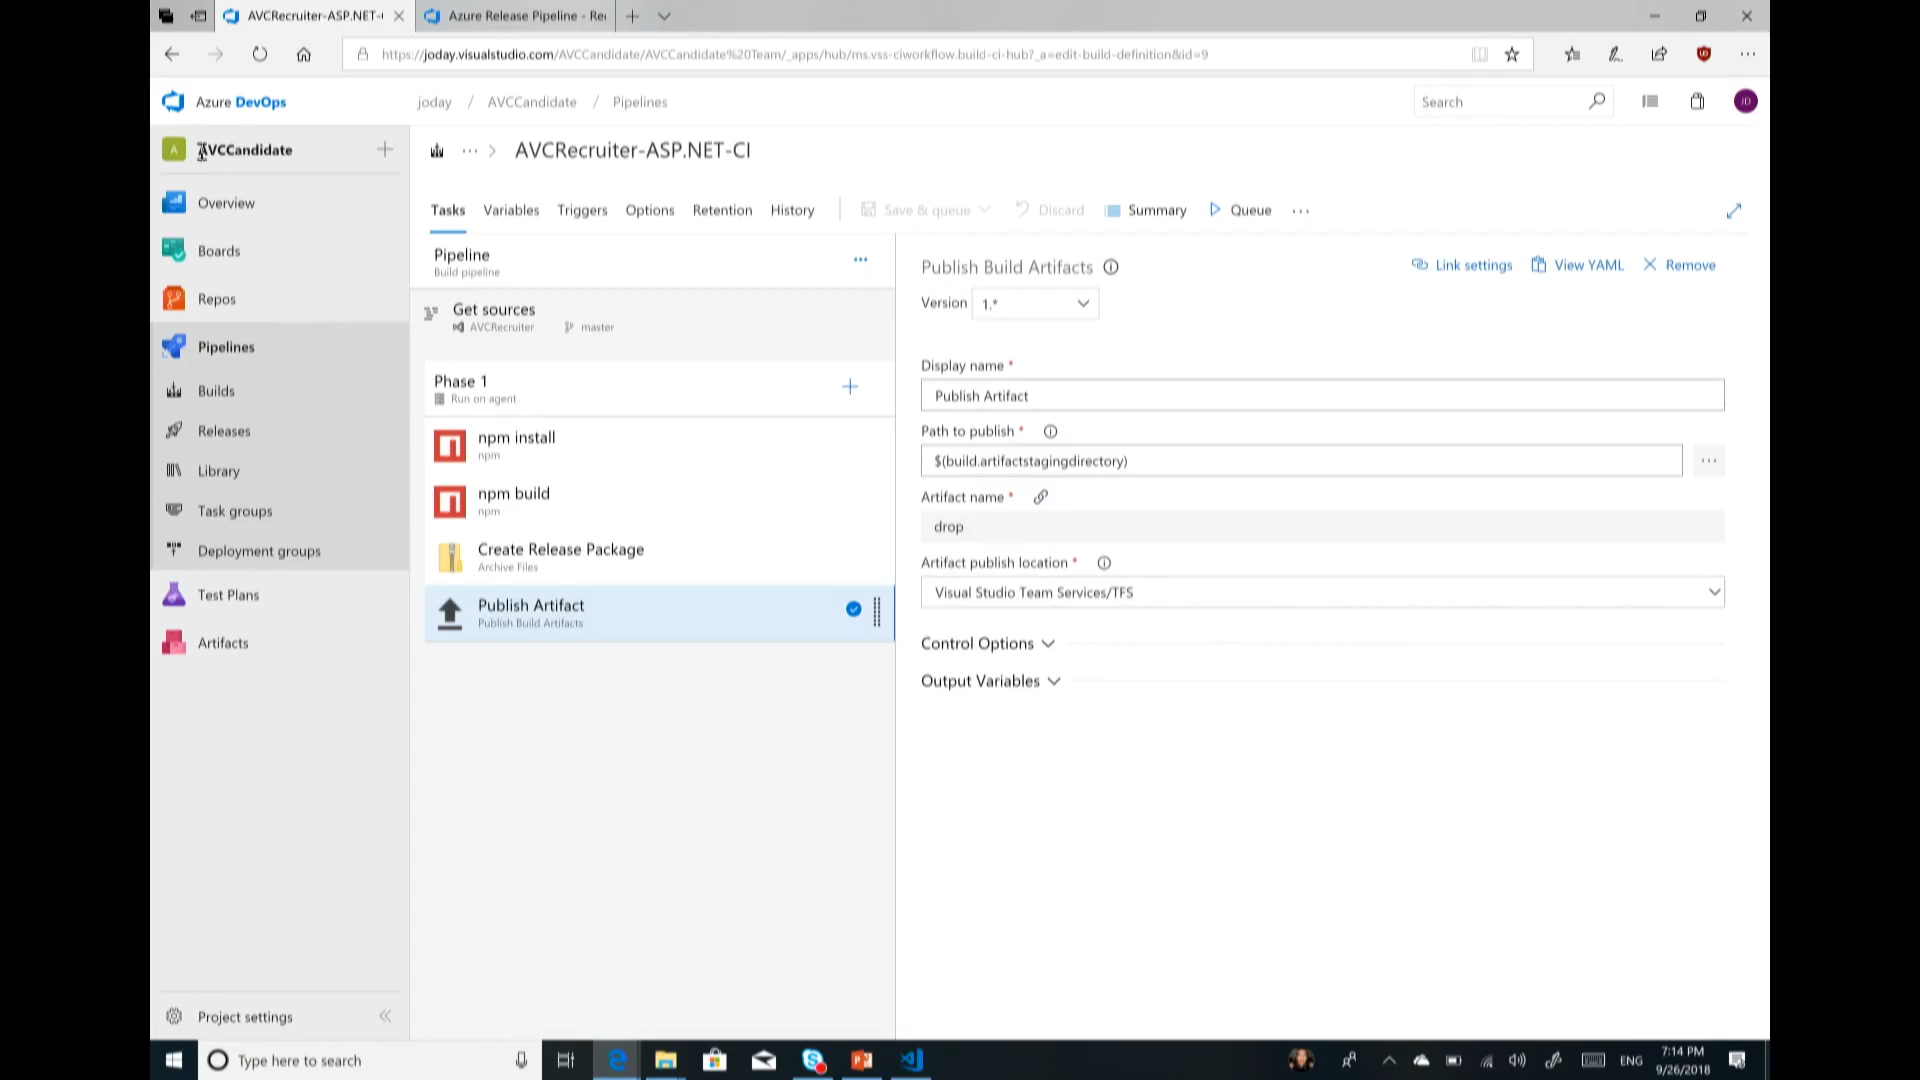 AVCRecruiter-ASP.NET-
Azure Release Pipeline - Re
https://joday.visualstudio.com/AVCCandidate/AVCCandidate%20Team/_apps/hub/ms.vss-ciworkflow.build-ci-hub?_a=edit-build-definition&id=9
Azure DevOps
joday / AVCCandidate / Pipelines
Search
JD
A
AVCCandidate
AVCRecruiter-ASP.NET-CI
Overview
Boards
Repos
Pipelines
Builds
Releases
Library
Task groups
Deployment groups
Test Plans
Artifacts
Project settings
Tasks Variables Triggers Options Retention History
Save & queue Discard Summary Queue ...
Pipeline
Build pipeline
Get sources
AVCRecruiter master
Phase 1
Run on agent
npm install
npm
npm build
npm
Create Release Package
Archive Files
Publish Artifact
Publish Build Artifacts
Publish Build Artifacts
Link settings View YAML Remove
Version 1.*
Display name *
Publish Artifact
Path to publish *
$(build.artifactstagingdirectory)
Artifact name *
drop
Artifact publish location *
Visual Studio Team Services/TFS
Control Options
Output Variables
Type here to search
ENG
7:14 PM
9/26/2018